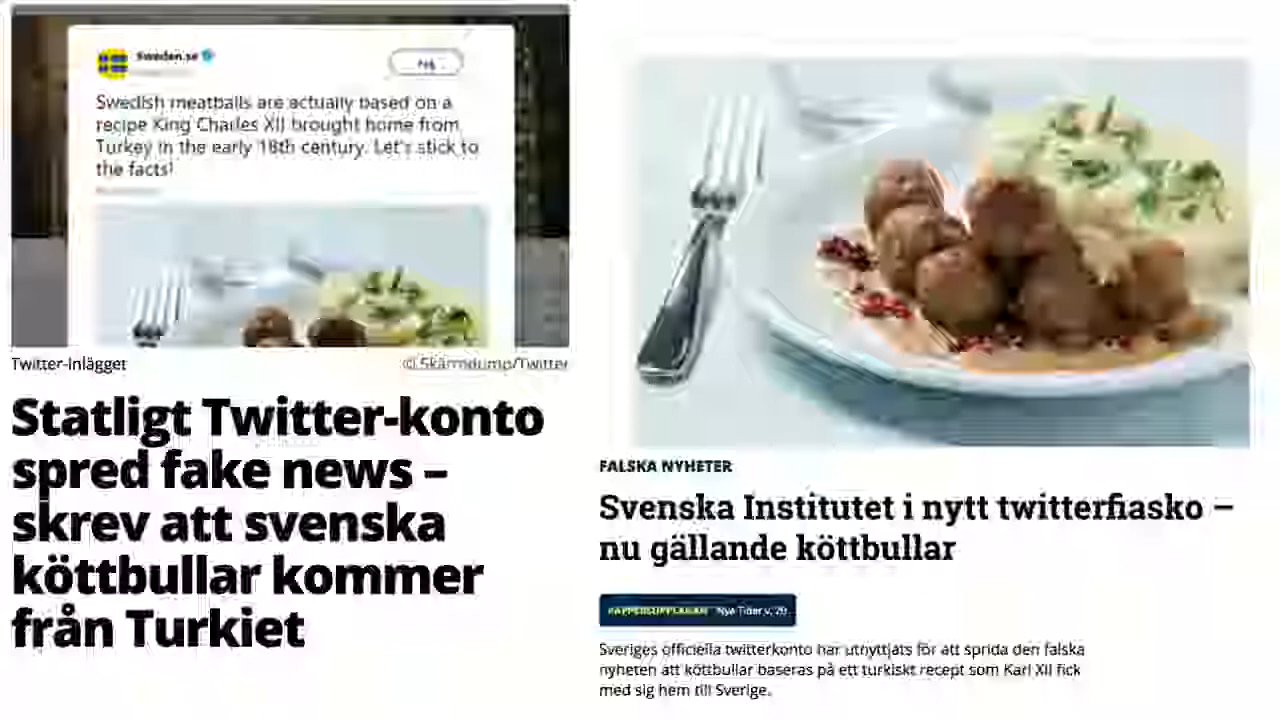 Sweden.se
Swedish meatballs are actually based on a
recipe King Charles XII brought home from
Turkey in the early 18th century. Let's stick to
the facts!
Twitter-inlägget
© Skärmdump/Twitter
Statligt Twitter-konto
spred fake news –
skrev att svenska
köttbullar kommer
från Turkiet
FALSKA NYHETER
Svenska Institutet i nytt twitterfiasko –
nu gällande köttbullar
PAPPERSUPPLAGAN Nya Tider v. 29
Sveriges officiella twitterkonto har utnyttjats för att sprida den falska
nyheten att köttbullar baseras på ett turkiskt recept som Karl XII fick
med sig hem till Sverige.